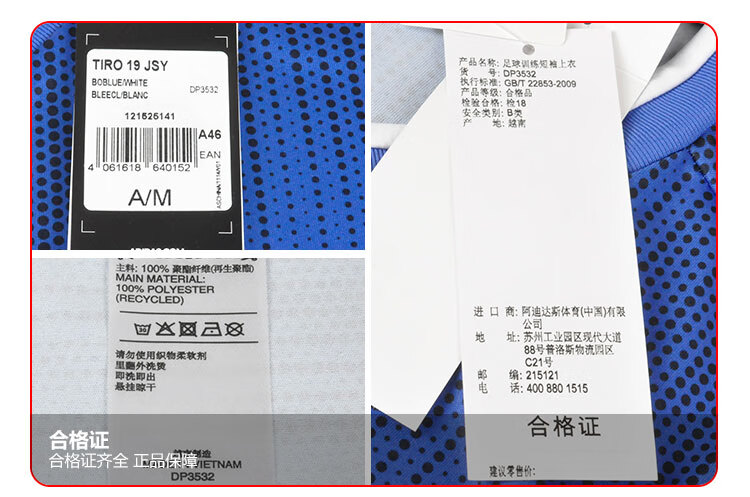 TIRO 19 JSY
BOBLUE/WHITE
BLEECL/BLANC
DP3532
121526141
A46
EAN
4 061618 640152
A/M
主料: 100% 聚酯纤维(再生聚酯)
MAIN MATERIAL:
100% POLYESTER
(RECYCLED)
请勿使用织物柔软剂
里翻外洗烫
即洗即出
悬挂晾干
VIETNAM
DP3532
合格证
合格证齐全 正品保障
产品名称: 足球训练短袖上衣
货 号: DP3532
执行标准: GB/T 22853-2009
产品等级: 合格品
检验合格: 检18
安全类别: B类
产 地: 越南
进 口 商: 阿迪达斯体育(中国)有限
公司
地 址: 苏州工业园区现代大道
88号普洛斯物流园区
C21号
邮 编: 215121
电 话: 400 880 1515
合格证
建议零售价: